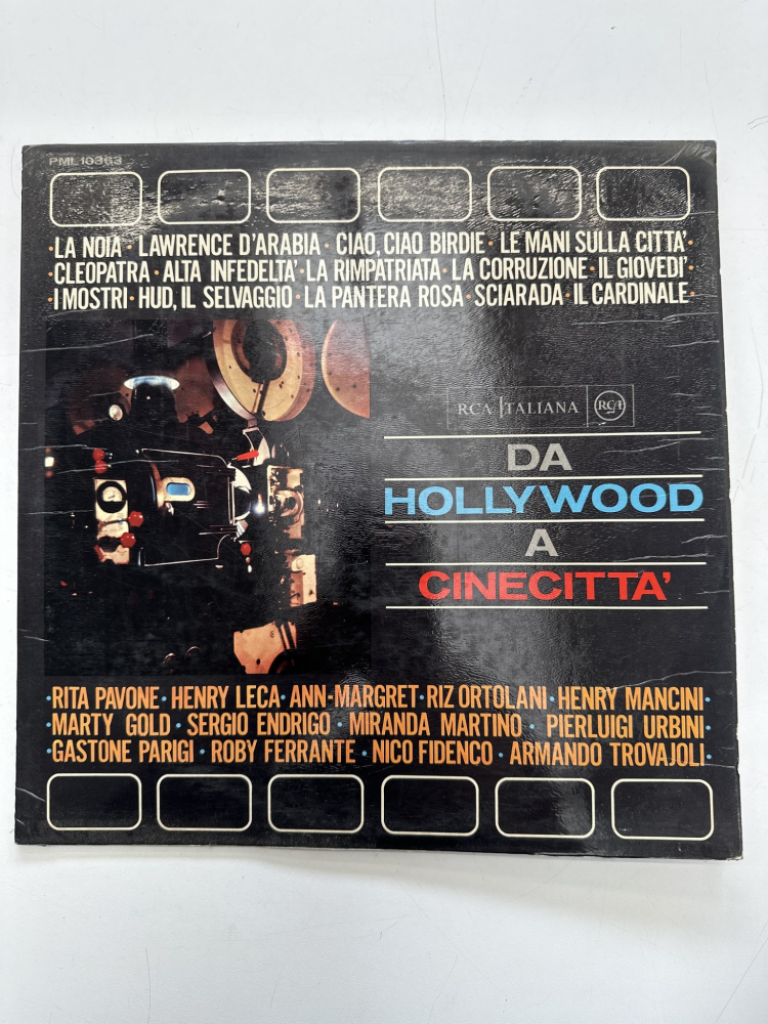 PML 10363
·LA NOIA · LAWRENCE D'ARABIA · CIAO, CIAO BIRDIE · LE MANI SULLA CITTA'·
·CLEOPATRA · ALTA INFEDELTA' · LA RIMPATRIATA · LA CORRUZIONE · IL GIOVEDI'·
·I MOSTRI · HUD, IL SELVAGGIO · LA PANTERA ROSA · SCIARADA · IL CARDINALE·
RCA ITALIANA RCA
DA
HOLLYWOOD
A
CINECITTA'
·RITA PAVONE · HENRY LECA · ANN-MARGRET · RIZ ORTOLANI · HENRY MANCINI·
·MARTY GOLD · SERGIO ENDRIGO · MIRANDA MARTINO · PIERLUIGI URBINI·
·GASTONE PARIGI · ROBY FERRANTE · NICO FIDENCO · ARMANDO TROVAJOLI·